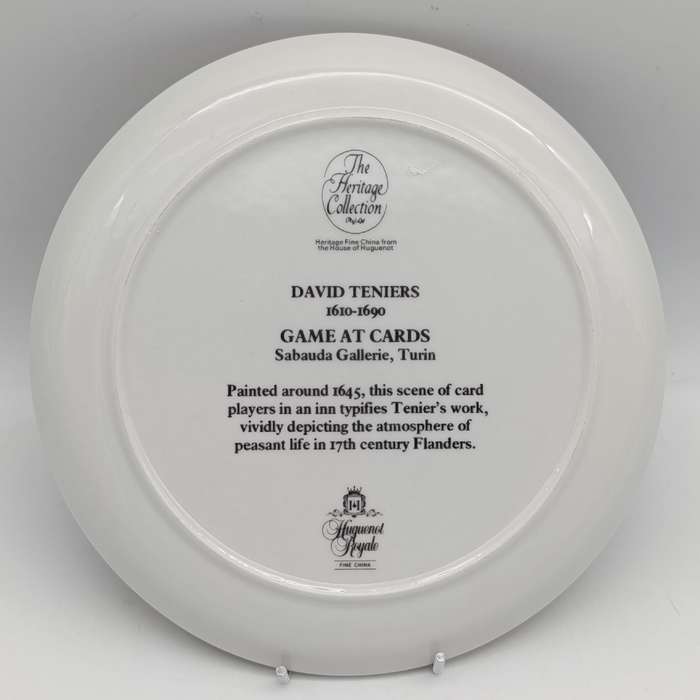 The
Heritage
Collection
(Pty) Ltd
Heritage Fine China from
the House of Huguenot
DAVID TENIERS
1610-1690
GAME AT CARDS
Sabauda Gallerie, Turin
Painted around 1645, this scene of card
players in an inn typifies Tenier's work,
vividly depicting the atmosphere of
peasant life in 17th century Flanders.
Huguenot
Royale
FINE CHINA